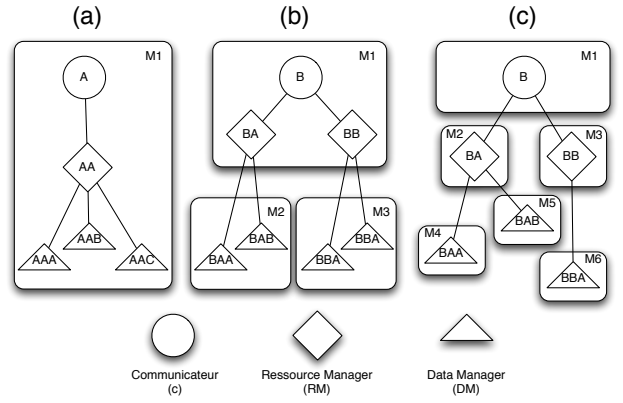 (a) (b) (c)
M1 M1 M1
A B B
M2 M3
BA BB BA BB
AA
M5
M2 M3 M4 BAB
AAB BAB BBA
AAA AAC BAA BBA BAA M6
BBA
Communicateur Ressource Manager Data Manager
(c) (RM) (DM)